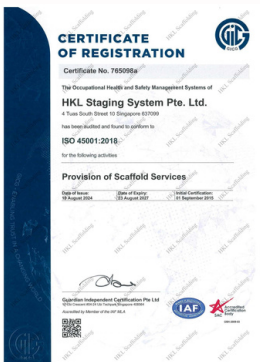 CERTIFICATE
OF REGISTRATION
GIC
Certificate No. 765098a
The Occupational Health and Safety Management Systems of
HKL Staging System Pte. Ltd.
4 Tuas South Street 10 Singapore 637009
has been audited and found to conform to
ISO 45001:2018
for the following activities
Provision of Scaffold Services
Date of Issue: Date of Expiry: Initial Certification:
19 August 2024 23 August 2027 01 September 2015
Guardian Independent Certification Pte Ltd
Accredited by Member of the IAF MLA
IAF
SAC
Accredited
Certification
Body
HKL Scaffolding